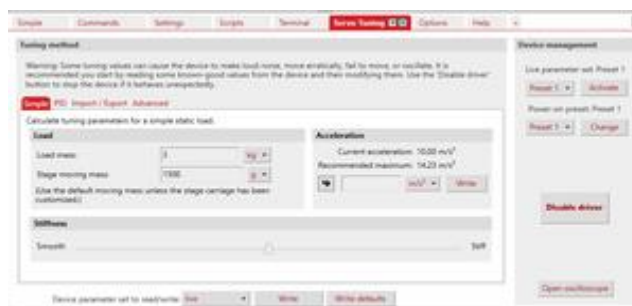 Simple Commands Settings Scripts Terminal Servo Tuning Options Help +
Tuning method
Warning: Some tuning values can cause the device to make loud noise, move erratically, fail to move, or oscillate. It is
recommended you start by reading some known-good values from the device and then modifying them. Use the 'Disable driver'
button to stop the device if it behaves unexpectedly.
Simple PID Import / Export Advanced
Calculate tuning parameters for a simple static load.
Load
Load mass: 3 kg
Stage moving mass: 1500 g
(Use the default moving mass unless the stage carriage has been
customized.)
Acceleration
Current acceleration: 10.00 m/s²
Recommended maximum: 14.23 m/s²
m/s² Write
Stiffness
Smooth Stiff
Device parameter set to read/write: live Write Write defaults
Device management
Live parameter set: Preset 1
Preset 1 Activate
Power-on preset: Preset 1
Preset 1 Change
Disable driver
Open oscilloscope